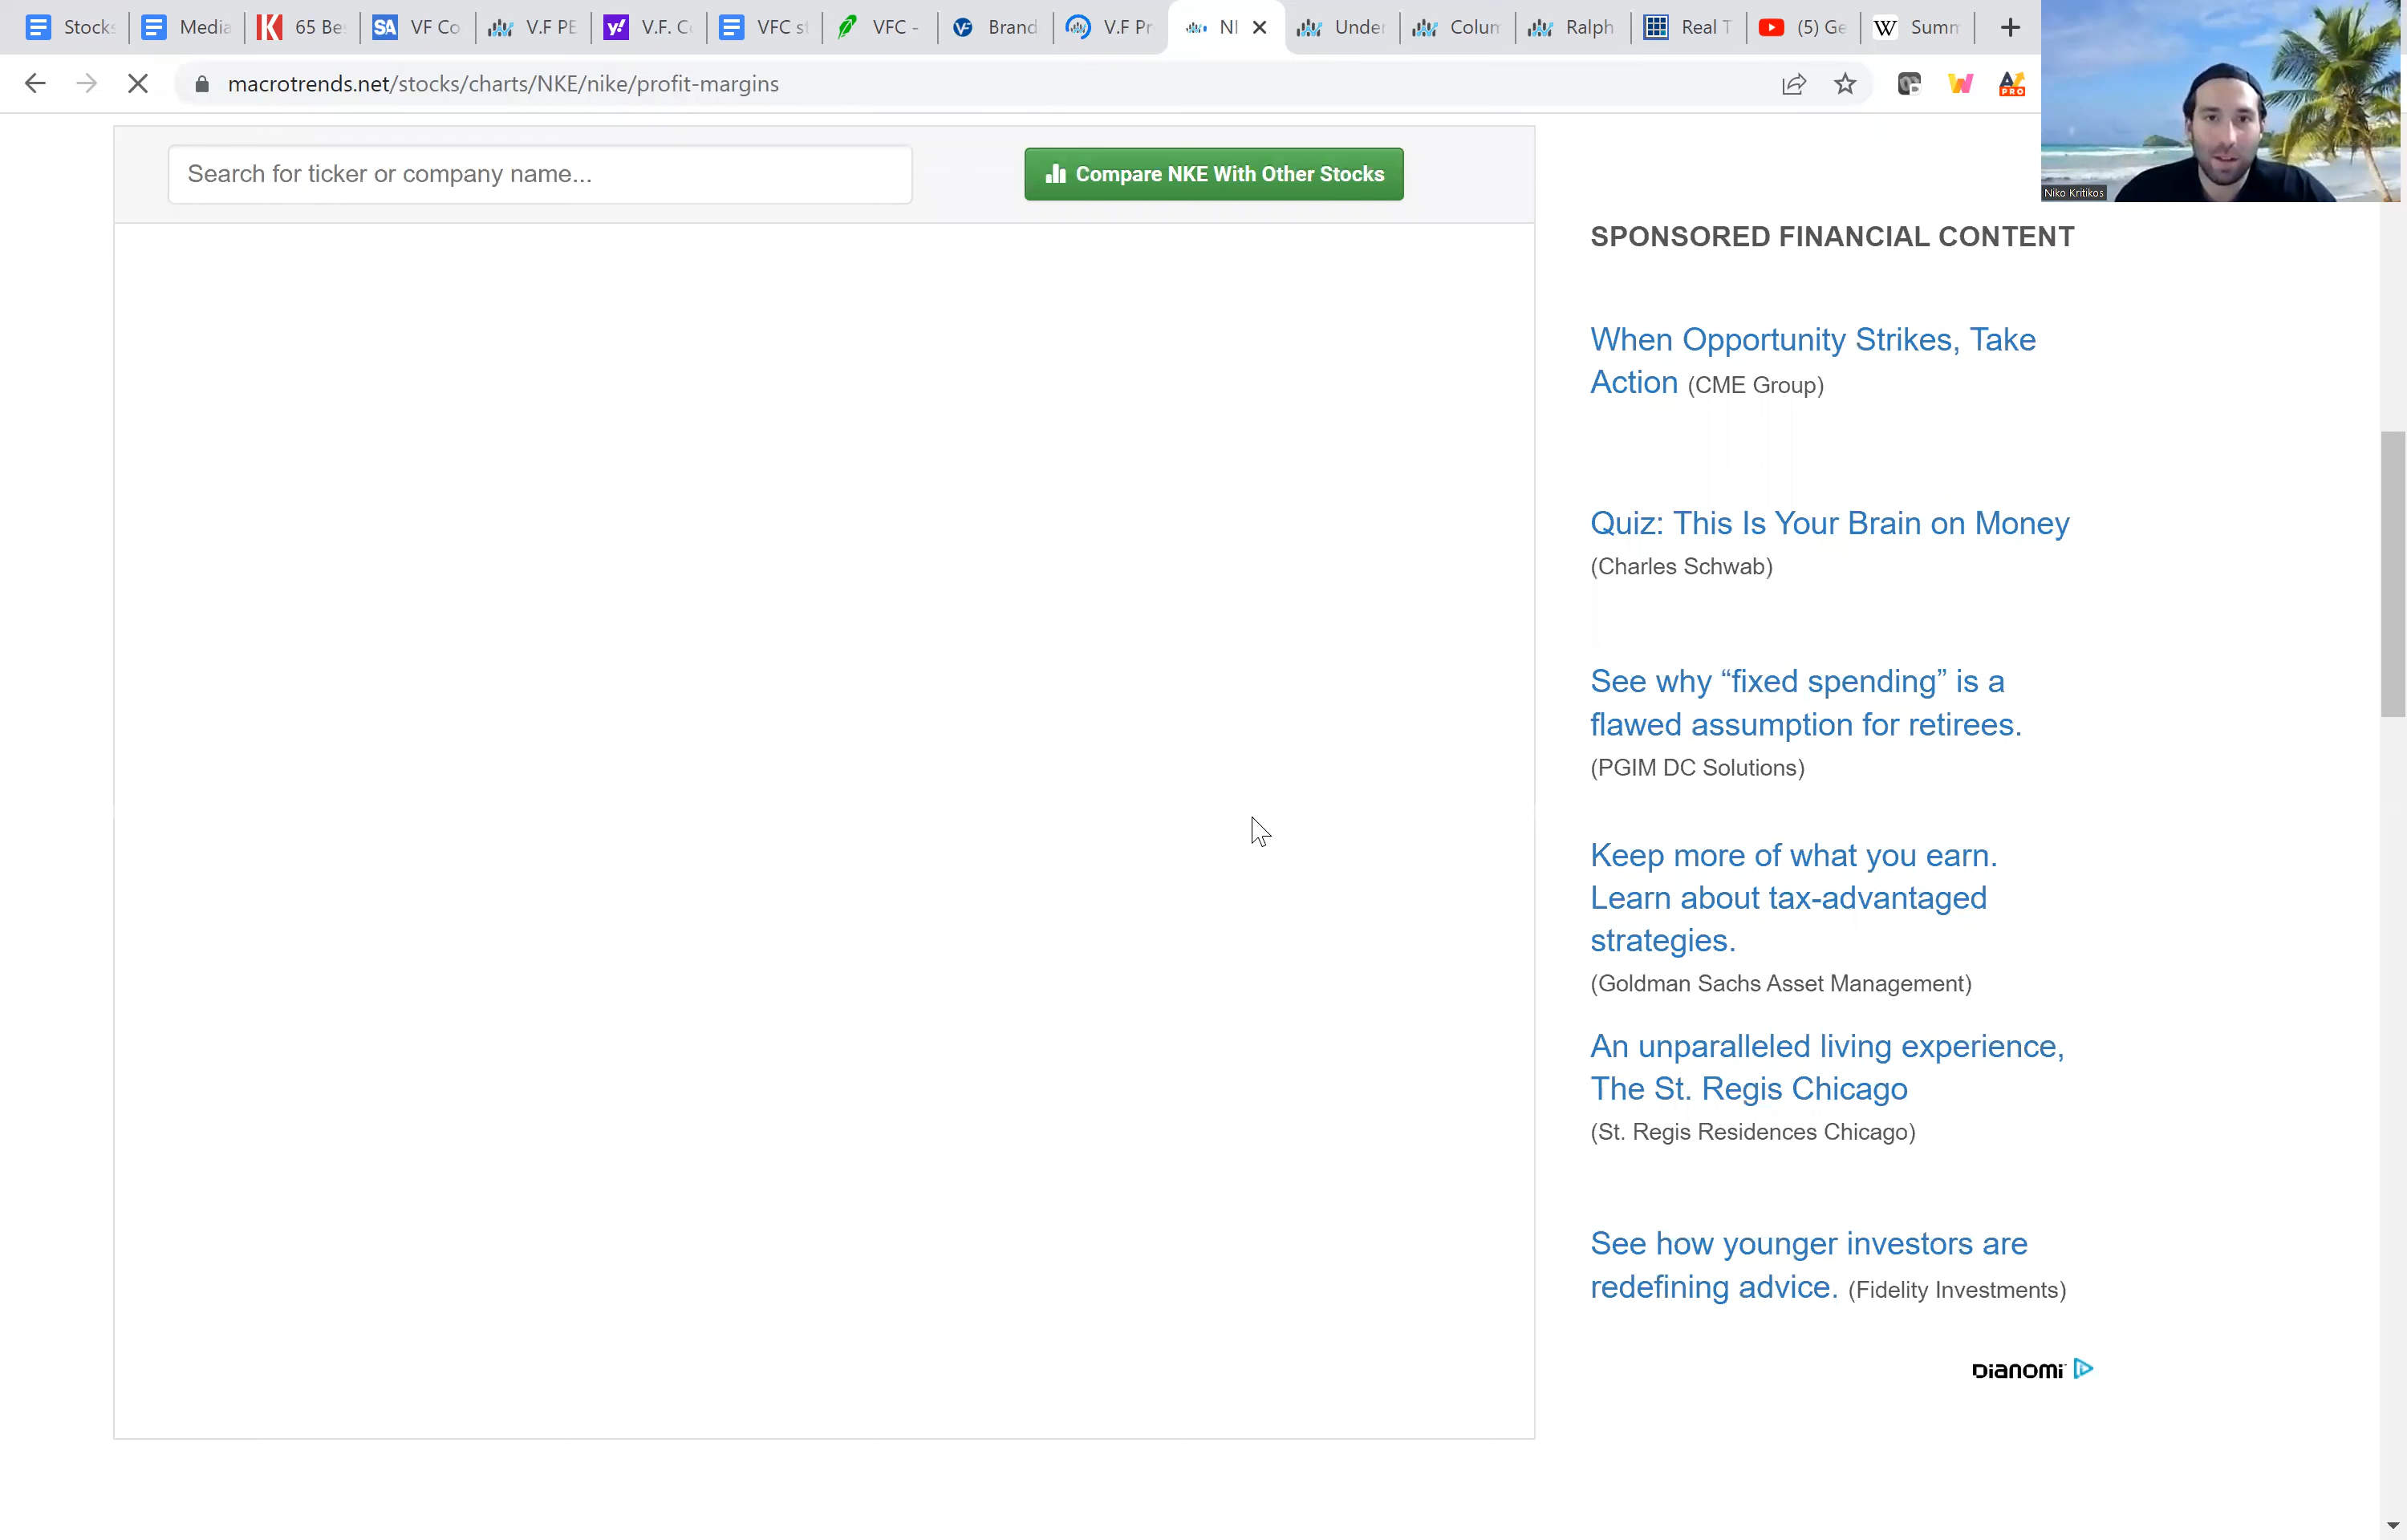 Stocks
Media
65 Be
VF Co
V.F PE
V.F. C
VFC st
VFC -
Brand
V.F Pr
NI
Under
Colum
Ralph
Real T
(5) Ge
Summ
macrotrends.net/stocks/charts/NKE/nike/profit-margins
PRO
Niko Kritikos
Search for ticker or company name...
Compare NKE With Other Stocks
SPONSORED FINANCIAL CONTENT
When Opportunity Strikes, Take
Action (CME Group)
Quiz: This Is Your Brain on Money
(Charles Schwab)
See why “fixed spending” is a
flawed assumption for retirees.
(PGIM DC Solutions)
Keep more of what you earn.
Learn about tax-advantaged
strategies.
(Goldman Sachs Asset Management)
An unparalleled living experience,
The St. Regis Chicago
(St. Regis Residences Chicago)
See how younger investors are
redefining advice. (Fidelity Investments)
DIANOMI